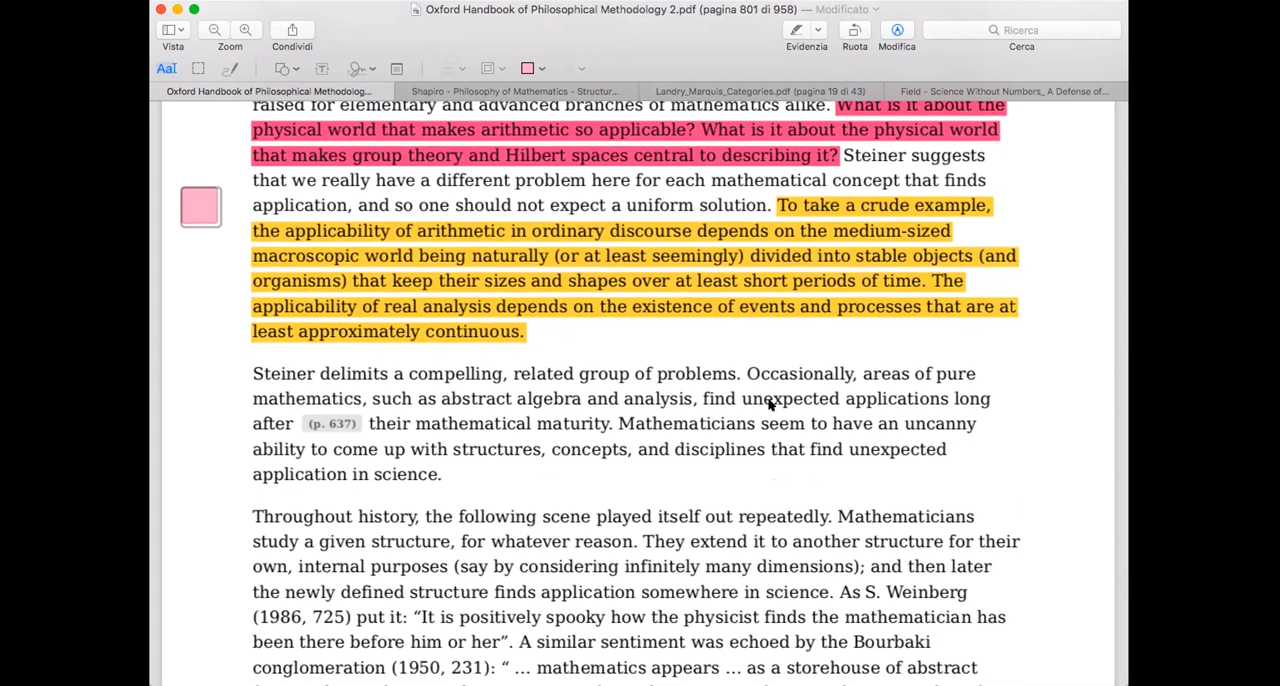 Oxford Handbook of Philosophical Methodology 2.pdf (pagina 801 di 958) — Modificato
Vista
Zoom
Condividi
Evidenzia
Ruota
Modifica
Ricerca
Cerca
AaI
Oxford Handbook of Philosophical Methodolog...
Shapiro - Philosophy of Mathematics - Structur...
Landry_Marquis_Categories.pdf (pagina 19 di 43)
Field - Science Without Numbers_ A Defense of...
raised for elementary and advanced branches of mathematics alike. What is it about the
physical world that makes arithmetic so applicable? What is it about the physical world
that makes group theory and Hilbert spaces central to describing it? Steiner suggests
that we really have a different problem here for each mathematical concept that finds
application, and so one should not expect a uniform solution. To take a crude example,
the applicability of arithmetic in ordinary discourse depends on the medium-sized
macroscopic world being naturally (or at least seemingly) divided into stable objects (and
organisms) that keep their sizes and shapes over at least short periods of time. The
applicability of real analysis depends on the existence of events and processes that are at
least approximately continuous.
Steiner delimits a compelling, related group of problems. Occasionally, areas of pure
mathematics, such as abstract algebra and analysis, find unexpected applications long
after (p. 637) their mathematical maturity. Mathematicians seem to have an uncanny
ability to come up with structures, concepts, and disciplines that find unexpected
application in science.
Throughout history, the following scene played itself out repeatedly. Mathematicians
study a given structure, for whatever reason. They extend it to another structure for their
own, internal purposes (say by considering infinitely many dimensions); and then later
the newly defined structure finds application somewhere in science. As S. Weinberg
(1986, 725) put it: “It is positively spooky how the physicist finds the mathematician has
been there before him or her”. A similar sentiment was echoed by the Bourbaki
conglomeration (1950, 231): “ … mathematics appears … as a storehouse of abstract